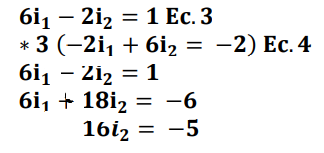 6i₁ − 2i₂ = 1 Ec. 3
* 3 (−2i₁ + 6i₂ = −2) Ec. 4
6i₁ − 2i₂ = 1
6i₁ + 18i₂ = −6
16i₂ = −5